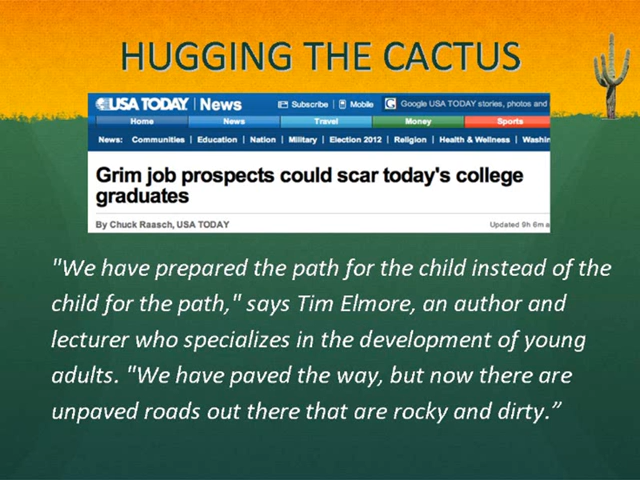 HUGGING THE CACTUS
USA TODAY News Subscribe Mobile G Google USA TODAY stories, photos and
Home News Travel Money Sports
News: Communities | Education | Nation | Military | Election 2012 | Religion | Health & Wellness | Washin
Grim job prospects could scar today's college
graduates
By Chuck Raasch, USA TODAY Updated 9h 6m a
"We have prepared the path for the child instead of the
child for the path," says Tim Elmore, an author and
lecturer who specializes in the development of young
adults. "We have paved the way, but now there are
unpaved roads out there that are rocky and dirty.”